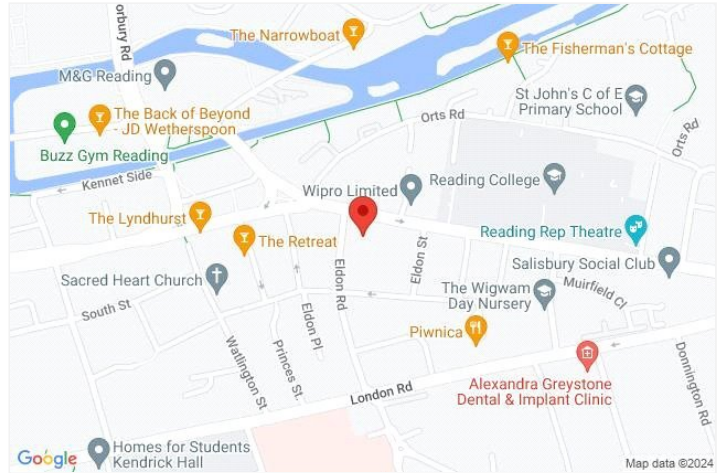 orbury Rd
The Narrowboat
The Fisherman's Cottage
M&G Reading
St John's C of E
Primary School
The Back of Beyond
- JD Wetherspoon
Orts Rd
Orts Rd
Buzz Gym Reading
Kennet Side
Wipro Limited
Reading College
The Lyndhurst
The Retreat
Reading Rep Theatre
Eldon Rd
Eldon St
Salisbury Social Club
Sacred Heart Church
The Wigwam
Day Nursery
Muirfield Cl
South St
Eldon Pl
Piwnica
Watlington St
Princes St.
London Rd
Alexandra Greystone
Dental & Implant Clinic
Donnington Rd
Google
Homes for Students
Kendrick Hall
Map data ©2024